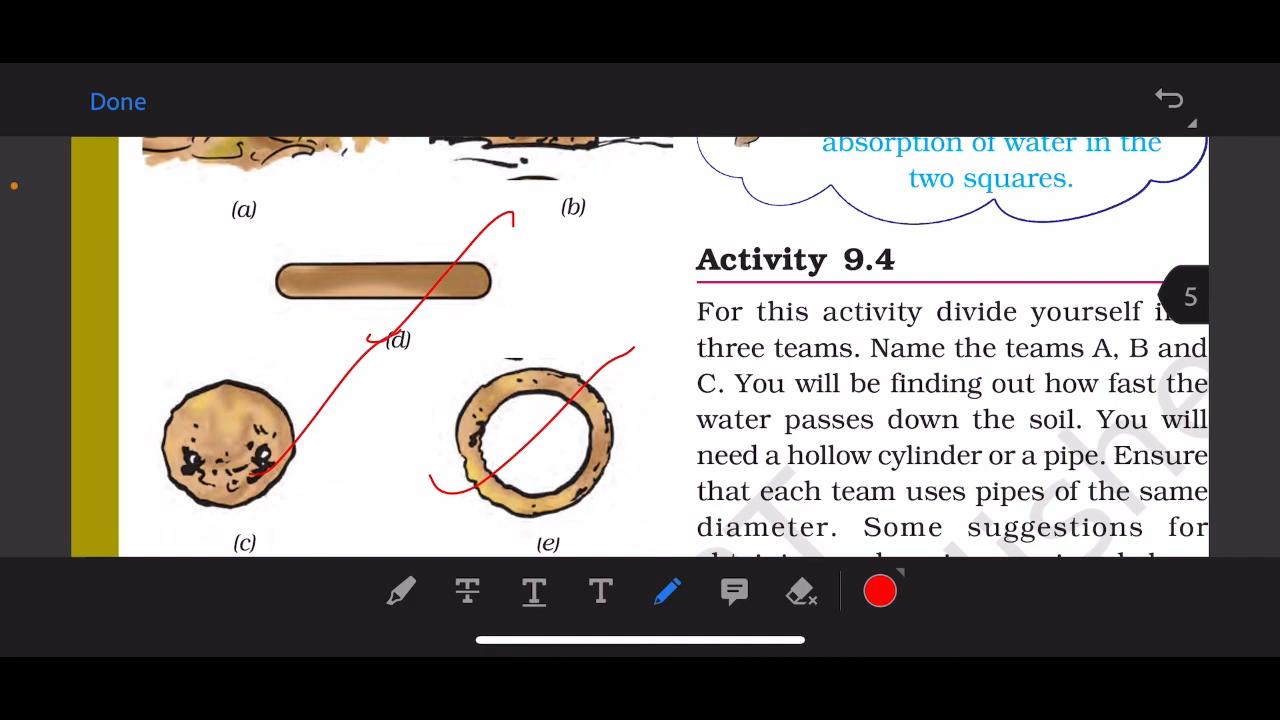 Done
absorption of water in the
two squares.
(a)
(b)
(d)
(c)
(e)
Activity 9.4
5
For this activity divide yourself
three teams. Name the teams A, B and
C. You will be finding out how fast the
water passes down the soil. You will
need a hollow cylinder or a pipe. Ensure
that each team uses pipes of the same
diameter. Some suggestions for
T T T